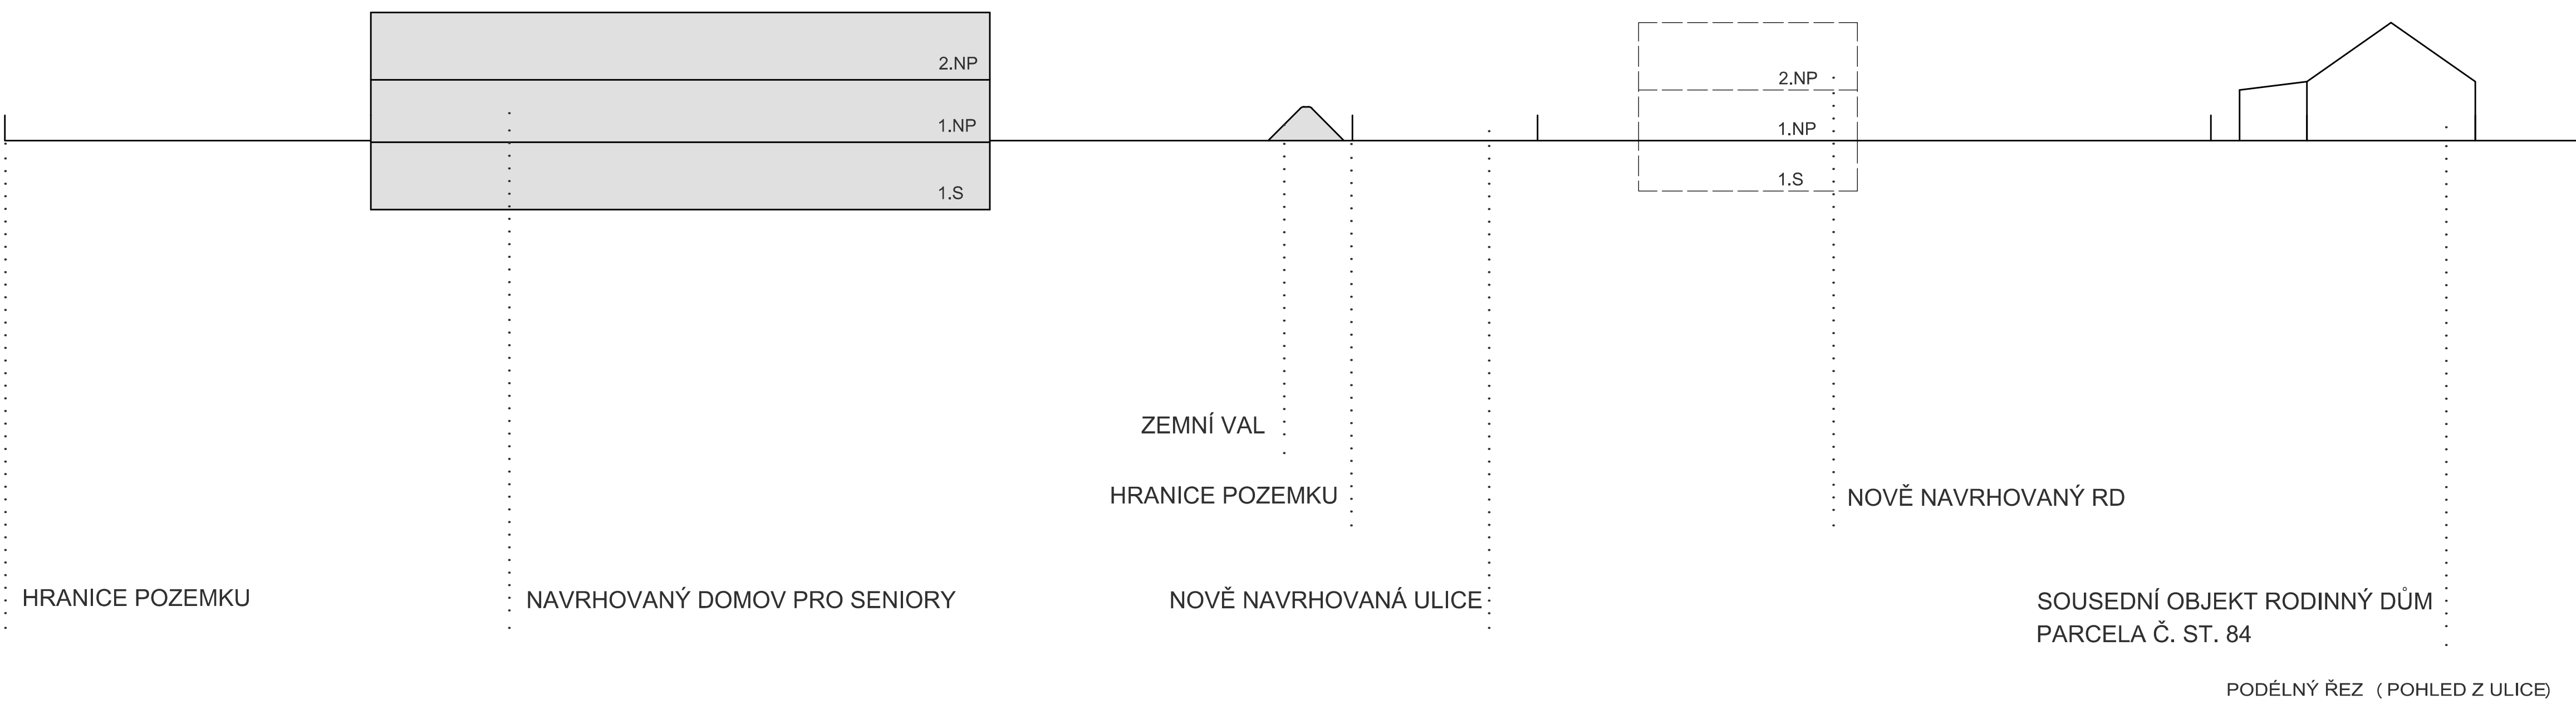 2.NP
1.NP
1.S
2.NP
1.NP
1.S
ZEMNÍ VAL
HRANICE POZEMKU
NOVĚ NAVRHOVANÝ RD
HRANICE POZEMKU
NAVRHOVANÝ DOMOV PRO SENIORY
NOVĚ NAVRHOVANÁ ULICE
SOUSEDNÍ OBJEKT RODINNÝ DŮM
PARCELA Č. ST. 84
PODÉLNÝ ŘEZ ( POHLED Z ULICE)